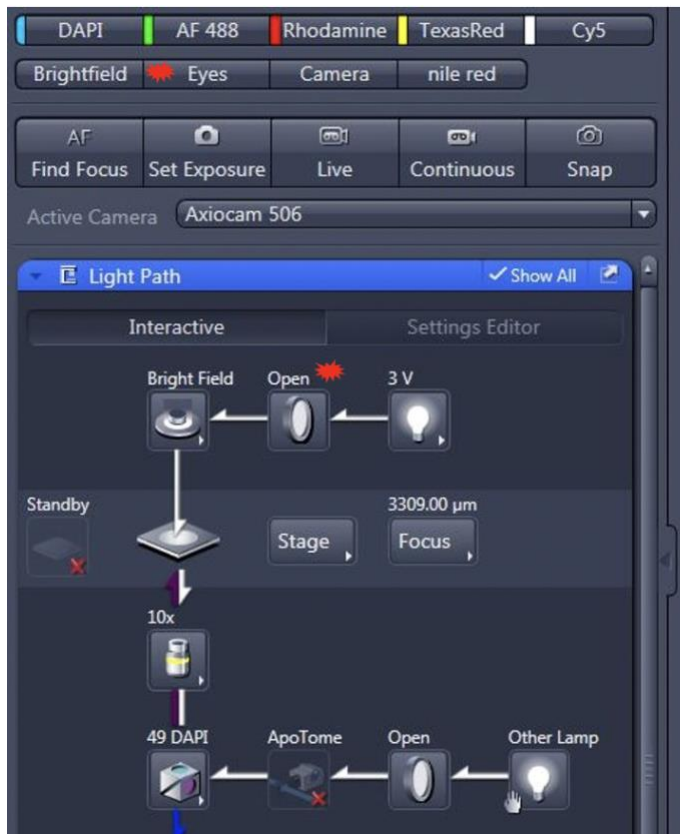 DAPI AF 488 Rhodamine TexasRed Cy5
Brightfield Eyes Camera nile red
AF
Find Focus Set Exposure Live Continuous Snap
Active Camera Axiocam 506
Light Path Show All
Interactive Settings Editor
Bright Field Open 3 V
Standby 3309.00 μm
Stage Focus
10x
49 DAPI ApoTome Open Other Lamp